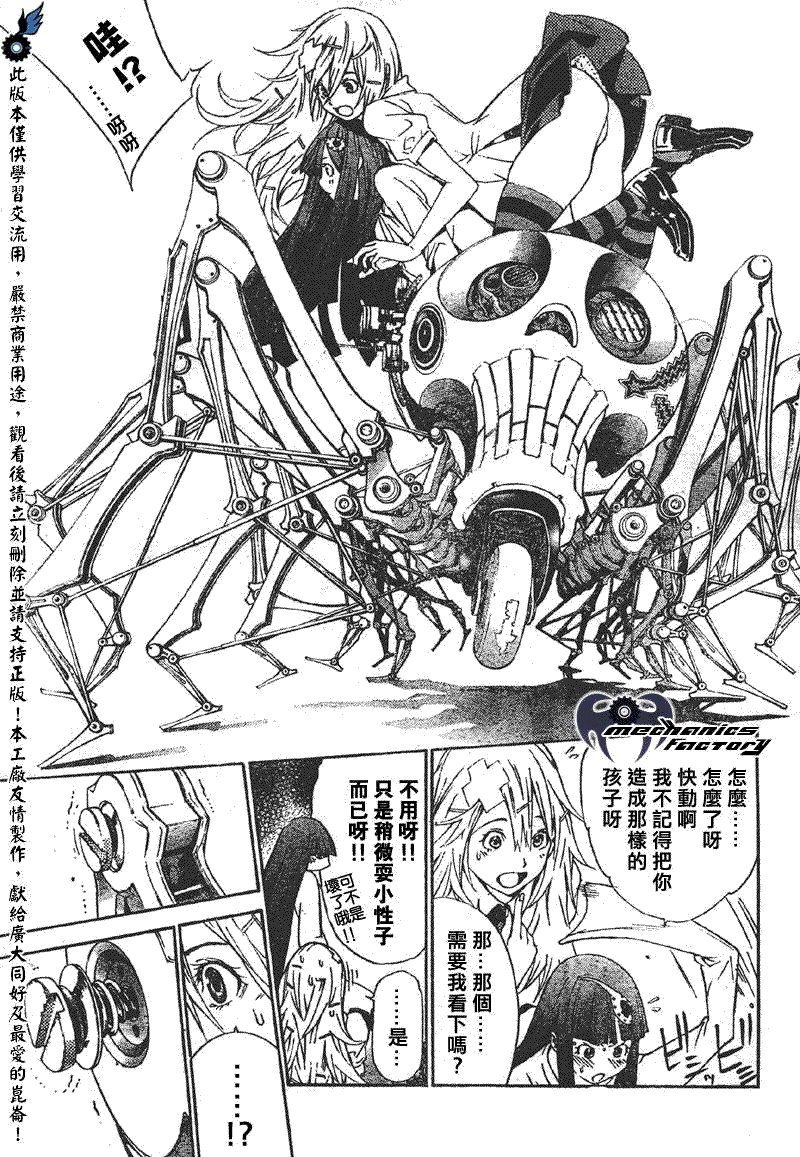 哇!?
……呀呀
怎麼……
怎麼了呀
快動啊
我不記得把你
造成那樣的
孩子呀
那…那個……
需要我看下嗎?
不用呀!!
只是稍微耍小性子
而已呀!!
可不是
壞了哦!!
……是…
……!?
ビビッ
mechanics
factory
此版本僅供學習交流用，嚴禁商業用途，觀看後請立刻刪除並請支持正版！本工廠友情製作，獻給廣大同好及最愛的崑崙！